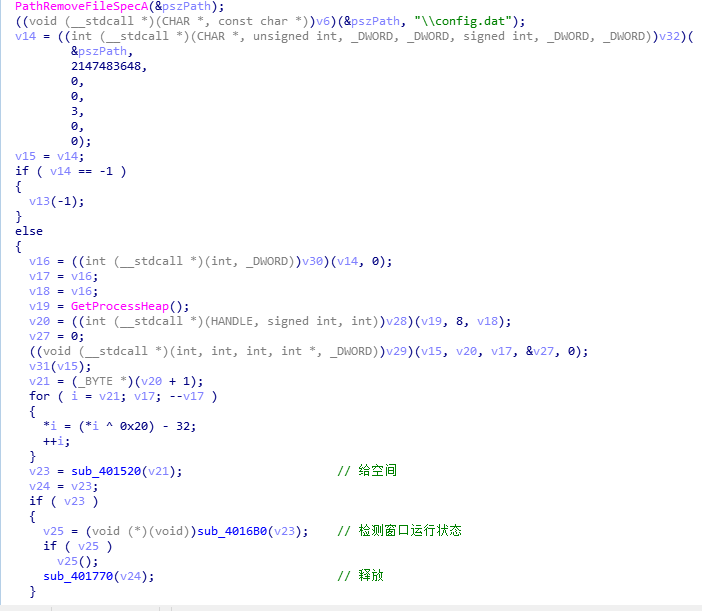 PathRemoveFileSpecA(&pszPath);
((void (__stdcall *)(CHAR *, const char *))v6)(&pszPath, "\\config.dat");
v14 = ((int (__stdcall *)(CHAR *, unsigned int, _DWORD, _DWORD, signed int, _DWORD, _DWORD))v32)(
&pszPath,
2147483648,
0,
0,
3,
0,
0);
v15 = v14;
if ( v14 == -1 )
{
v13(-1);
}
else
{
v16 = ((int (__stdcall *)(int, _DWORD))v30)(v14, 0);
v17 = v16;
v18 = v16;
v19 = GetProcessHeap();
v20 = ((int (__stdcall *)(HANDLE, signed int, int))v28)(v19, 8, v18);
v27 = 0;
((void (__stdcall *)(int, int, int, int *, _DWORD))v29)(v15, v20, v17, &v27, 0);
v31(v15);
v21 = (_BYTE *)(v20 + 1);
for ( i = v21; v17; --v17 )
{
*i = (*i ^ 0x20) - 32;
++i;
}
v23 = sub_401520(v21); // 给空间
v24 = v23;
if ( v23 )
{
v25 = (void (*)(void))sub_4016B0(v23); // 检测窗口运行状态
if ( v25 )
v25();
sub_401770(v24); // 释放
}